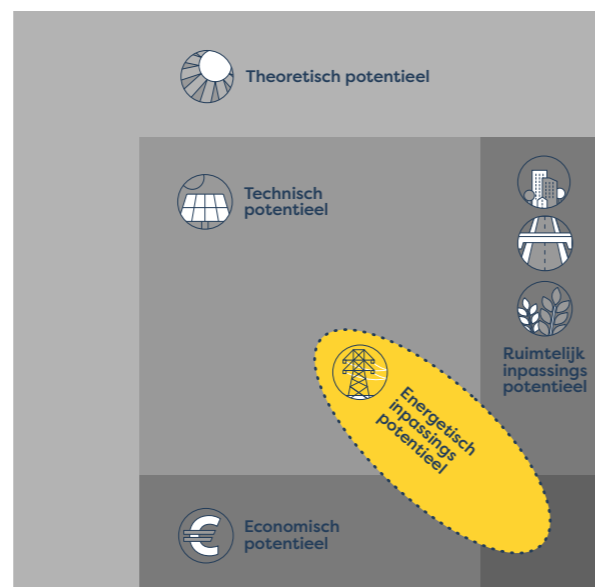 Theoretisch potentieel
Technisch
potentieel
Ruimtelijk
inpassings
potentieel
Energetisch
inpassings
potentieel
Economisch
potentieel